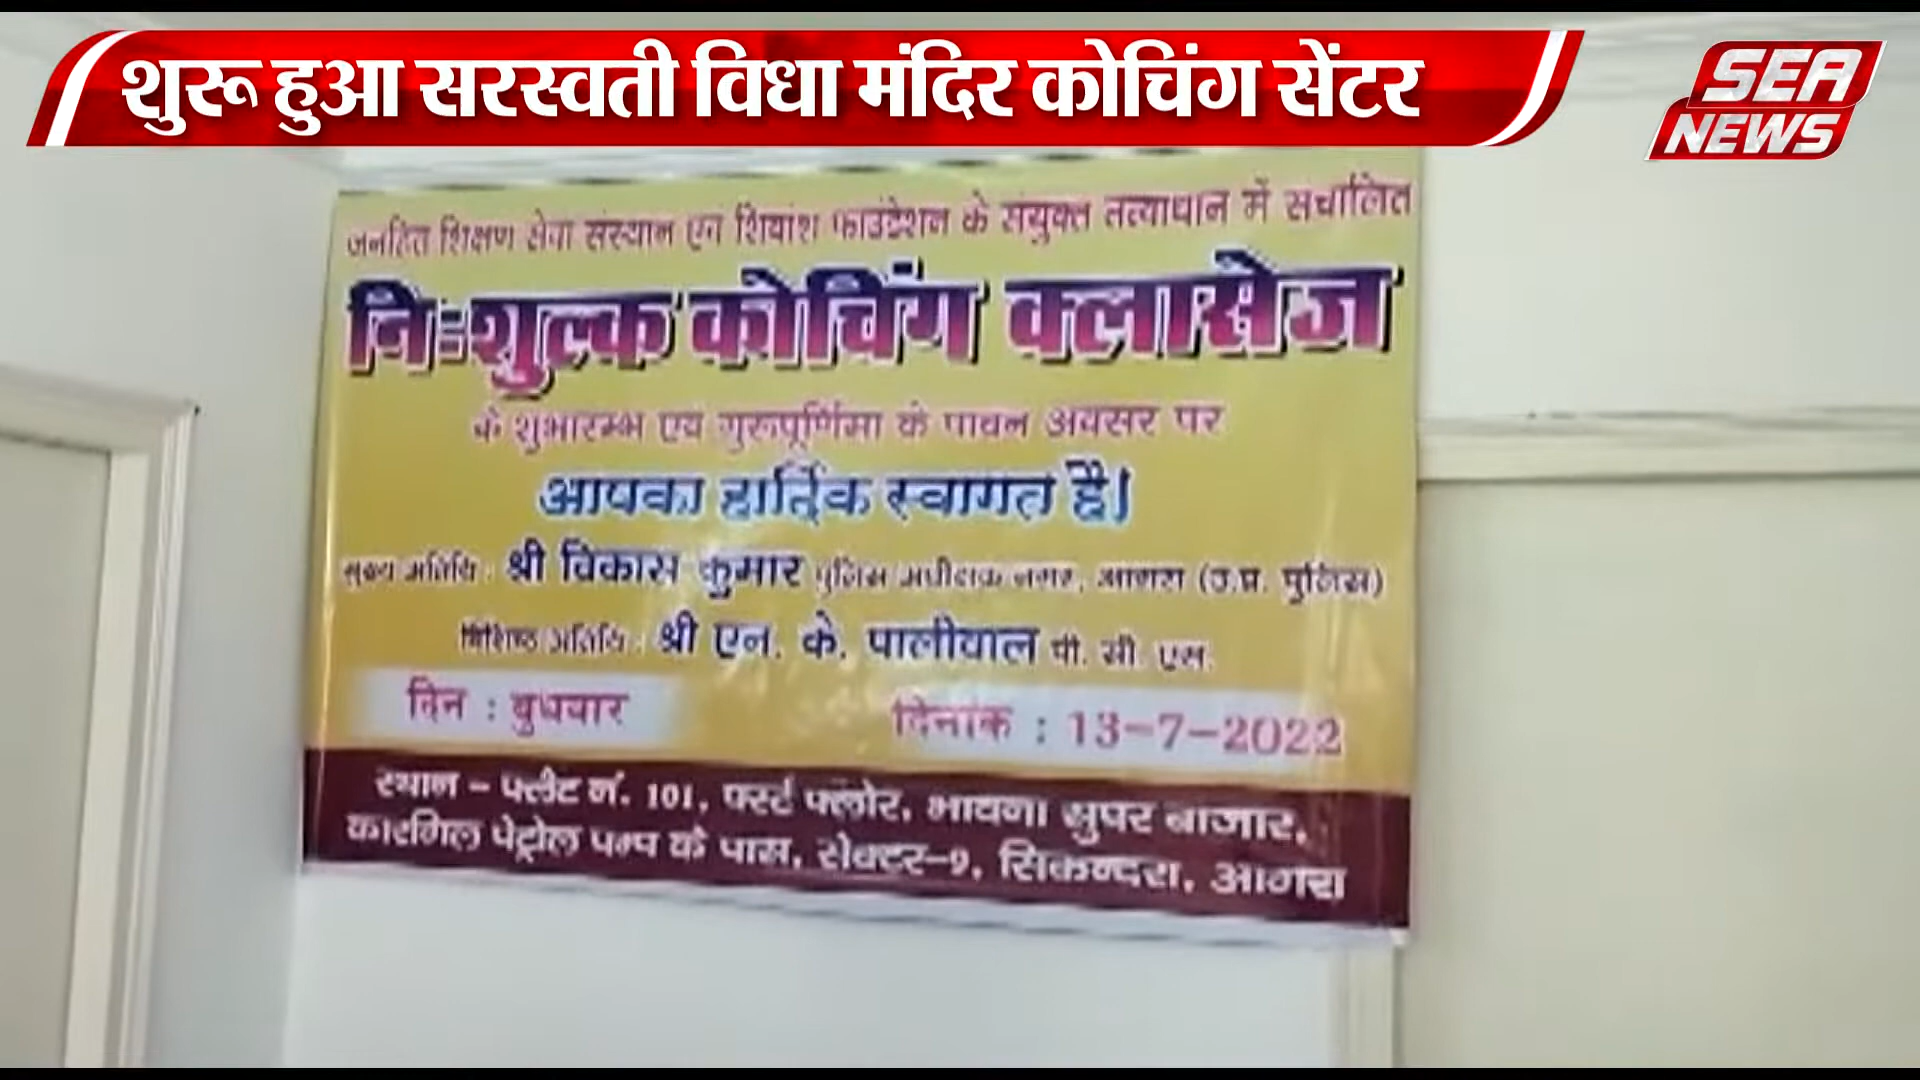 शुरू हुआ सरस्वती विधा मंदिर कोचिंग सेंटर
SEA
NEWS
जनहित शिक्षण सेवा संस्थान एवं शिवांश फाउंडेशन के संयुक्त तत्वाधान में संचालित
निःशुल्क कोचिंग क्लासेज
के शुभारम्भ एवं गुरुपूर्णिमा के पावन अवसर पर
आपका हार्दिक स्वागत है।
मुख्य अतिथि : श्री विकास कुमार पुलिस अधीक्षक नगर, आगरा (उ.प्र. पुलिस)
विशिष्ठ अतिथि : श्री एन. के. पालीवाल पी. सी. एस.
दिन : बुधवार
दिनांक : 13-7-2022
स्थान - फ्लैट नं. 101, फर्स्ट फ्लोर, भावना सुपर बाजार,
कारगिल पेट्रोल पम्प के पास, सेक्टर-9, सिकन्दरा, आगरा